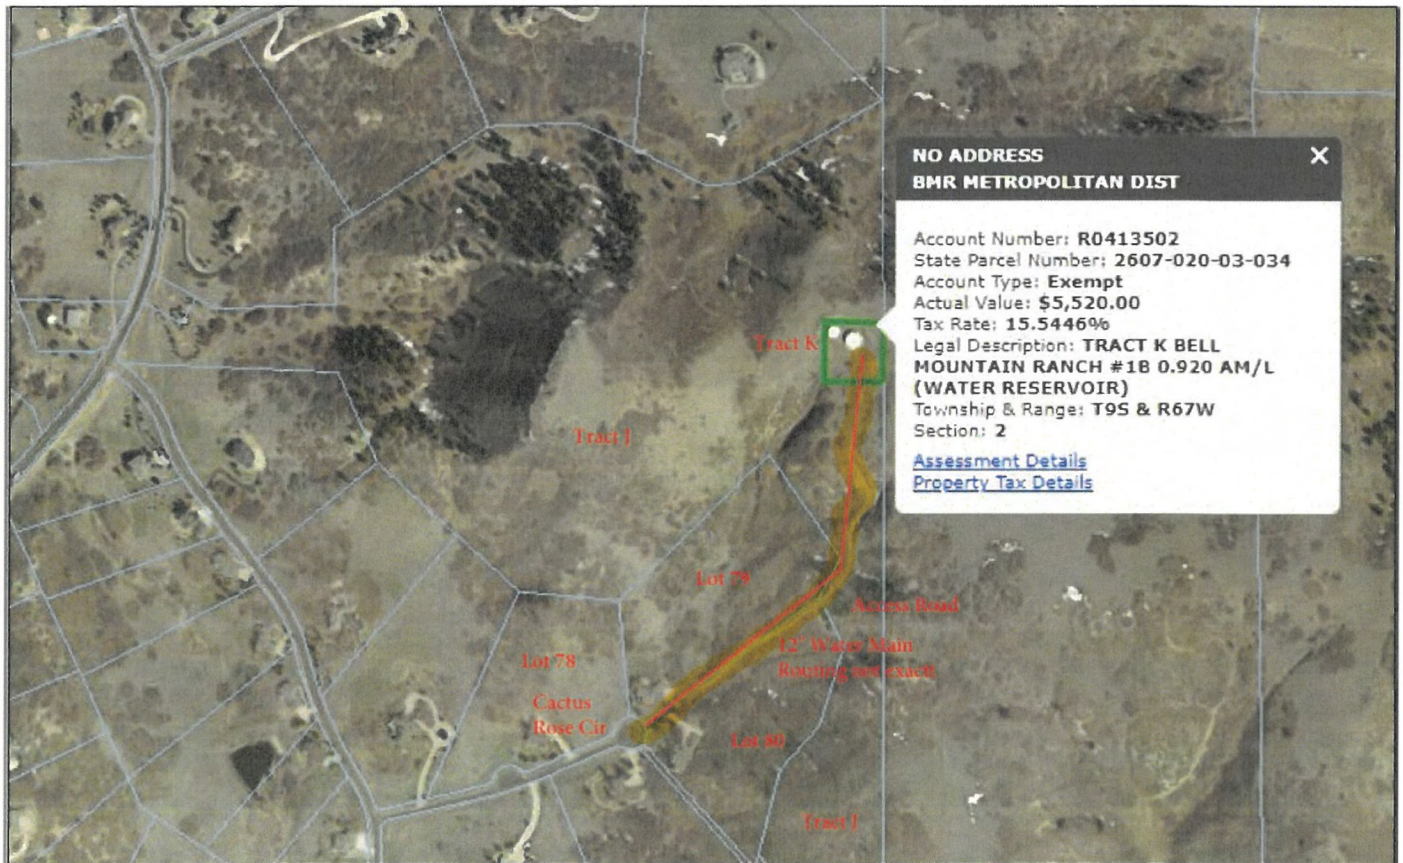 NO ADDRESS
BMR METROPOLITAN DIST
Account Number: R0413502
State Parcel Number: 2607-020-03-034
Account Type: Exempt
Actual Value: $5,520.00
Tax Rate: 15.5446%
Legal Description: TRACT K BELL
MOUNTAIN RANCH #1B 0.920 AM/L
(WATER RESERVOIR)
Township & Range: T9S & R67W
Section: 2
Assessment Details
Property Tax Details
Tract K
Tract J
Lot 79
Access Road
12" Water Main
Routing not exact
Lot 78
Cactus
Rose Cir
Lot 80
Tract J